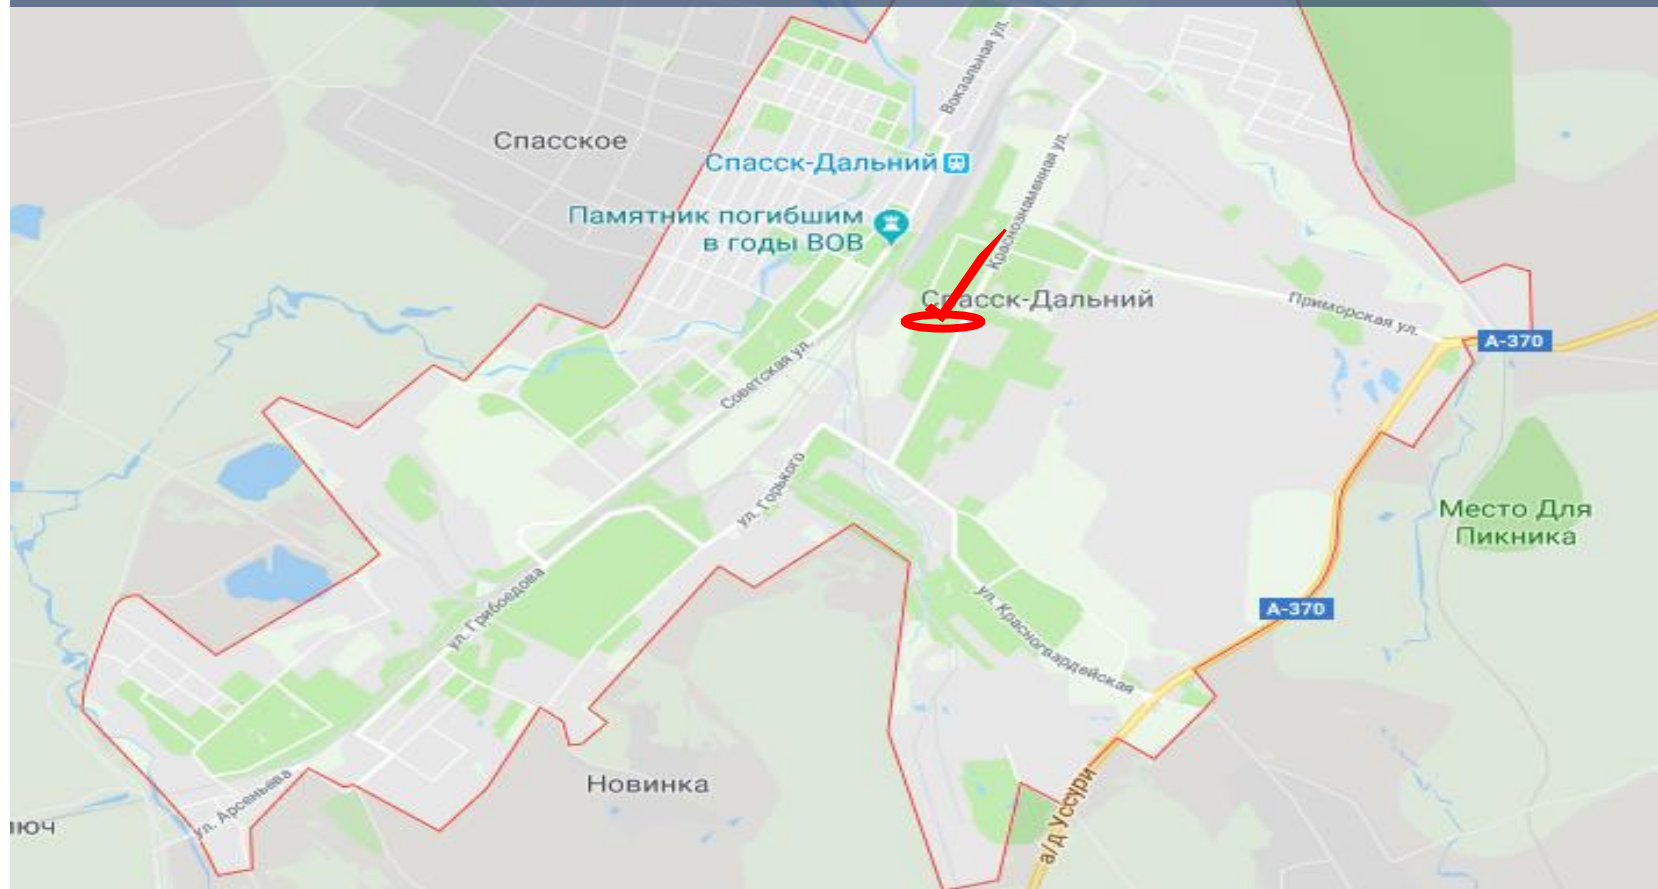 Вокзальная ул.
Спасское
Спасск-Дальний
Краснознаменная ул.
Памятник погибшим
в годы ВОВ
Спасск-Дальний
Приморская ул.
А-370
Советская ул.
ул. Горького
Место Для
Пикника
ул. Грибоедова
ул. Красногвардейская
А-370
Новинка
ул. Арсеньева
а/д Уссури
люч